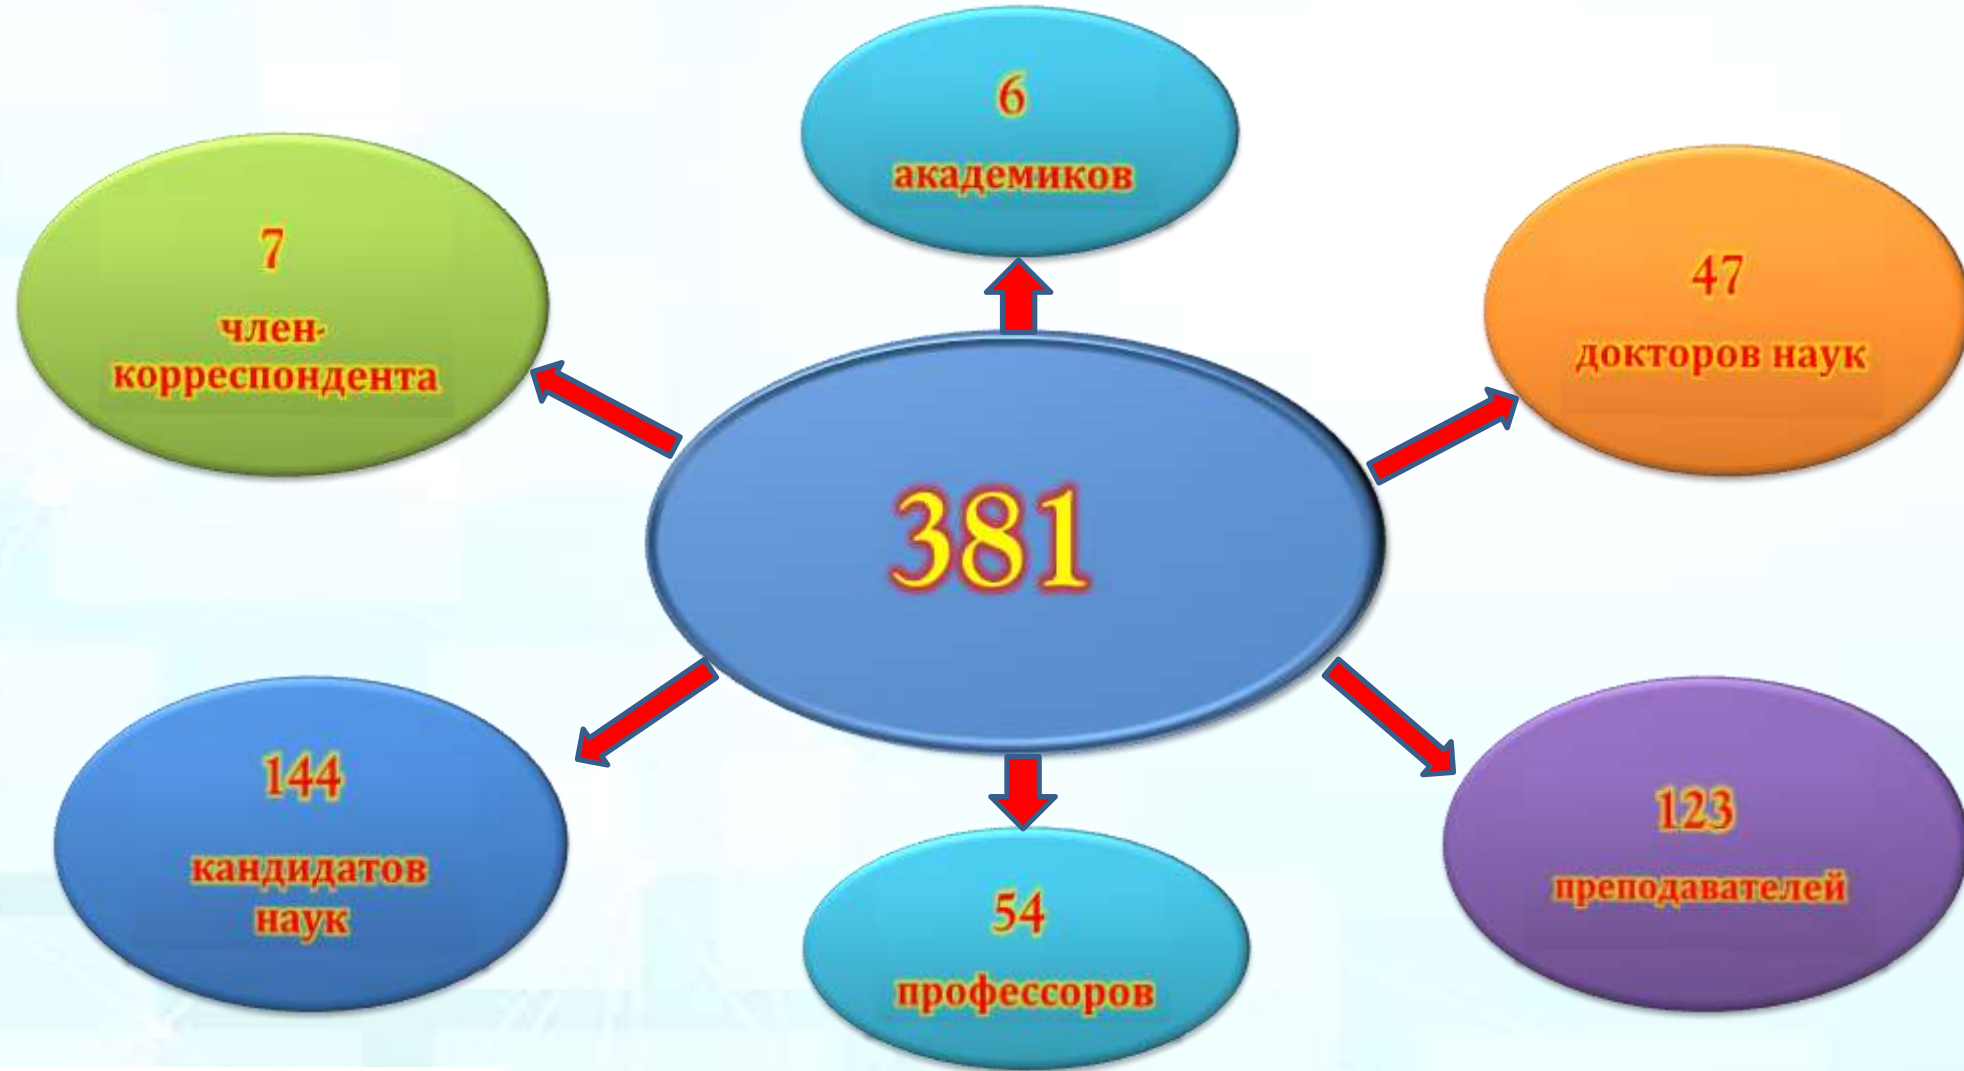 6
академиков
7
член-
корреспондента
47
докторов наук
381
144
кандидатов
наук
123
преподавателей
54
профессоров